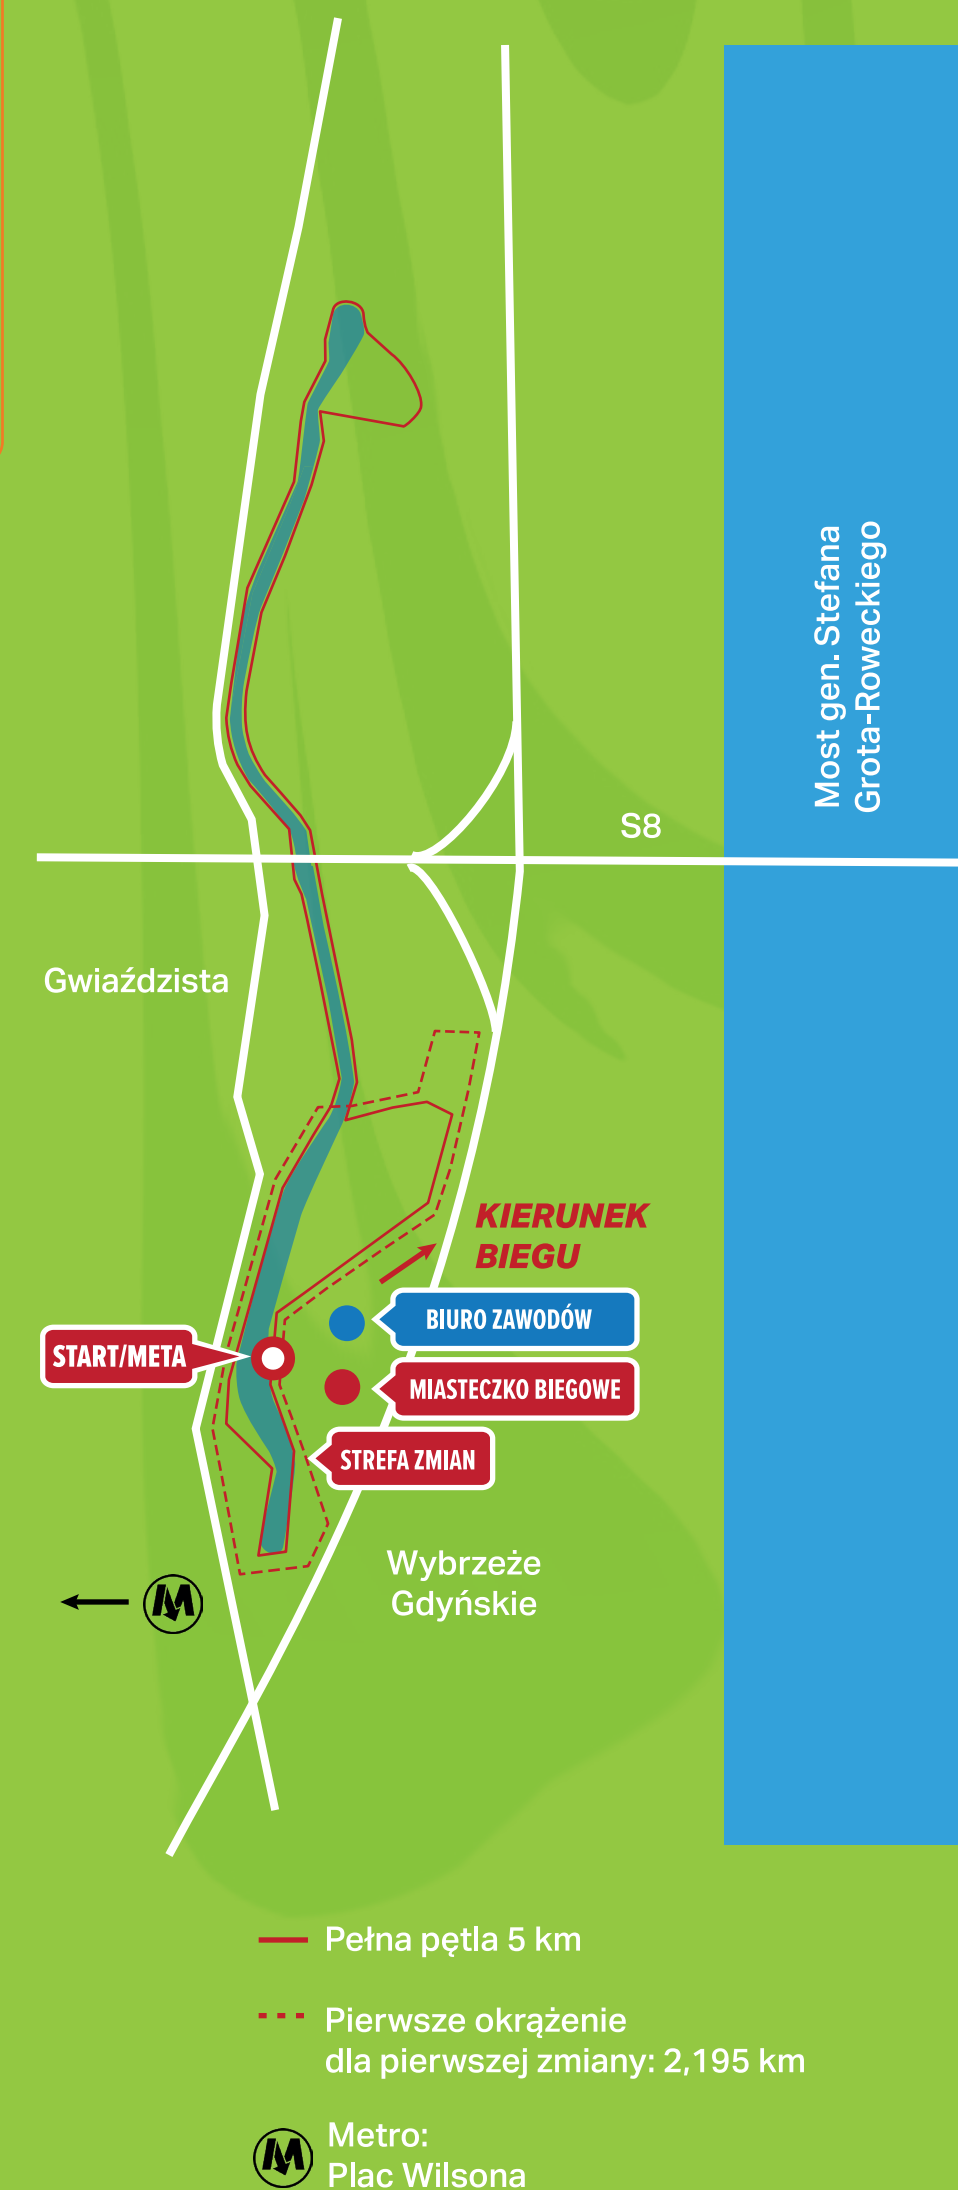 Most gen. Stefana
Grota-Roweckiego
S8
Gwiaździsta
KIERUNEK
BIEGU
BIURO ZAWODÓW
START/META
MIASTECZKO BIEGOWE
STREFA ZMIAN
Wybrzeże
Gdyńskie
M
Pełna pętla 5 km
Pierwsze okrążenie
dla pierwszej zmiany: 2,195 km
M
Metro:
Plac Wilsona